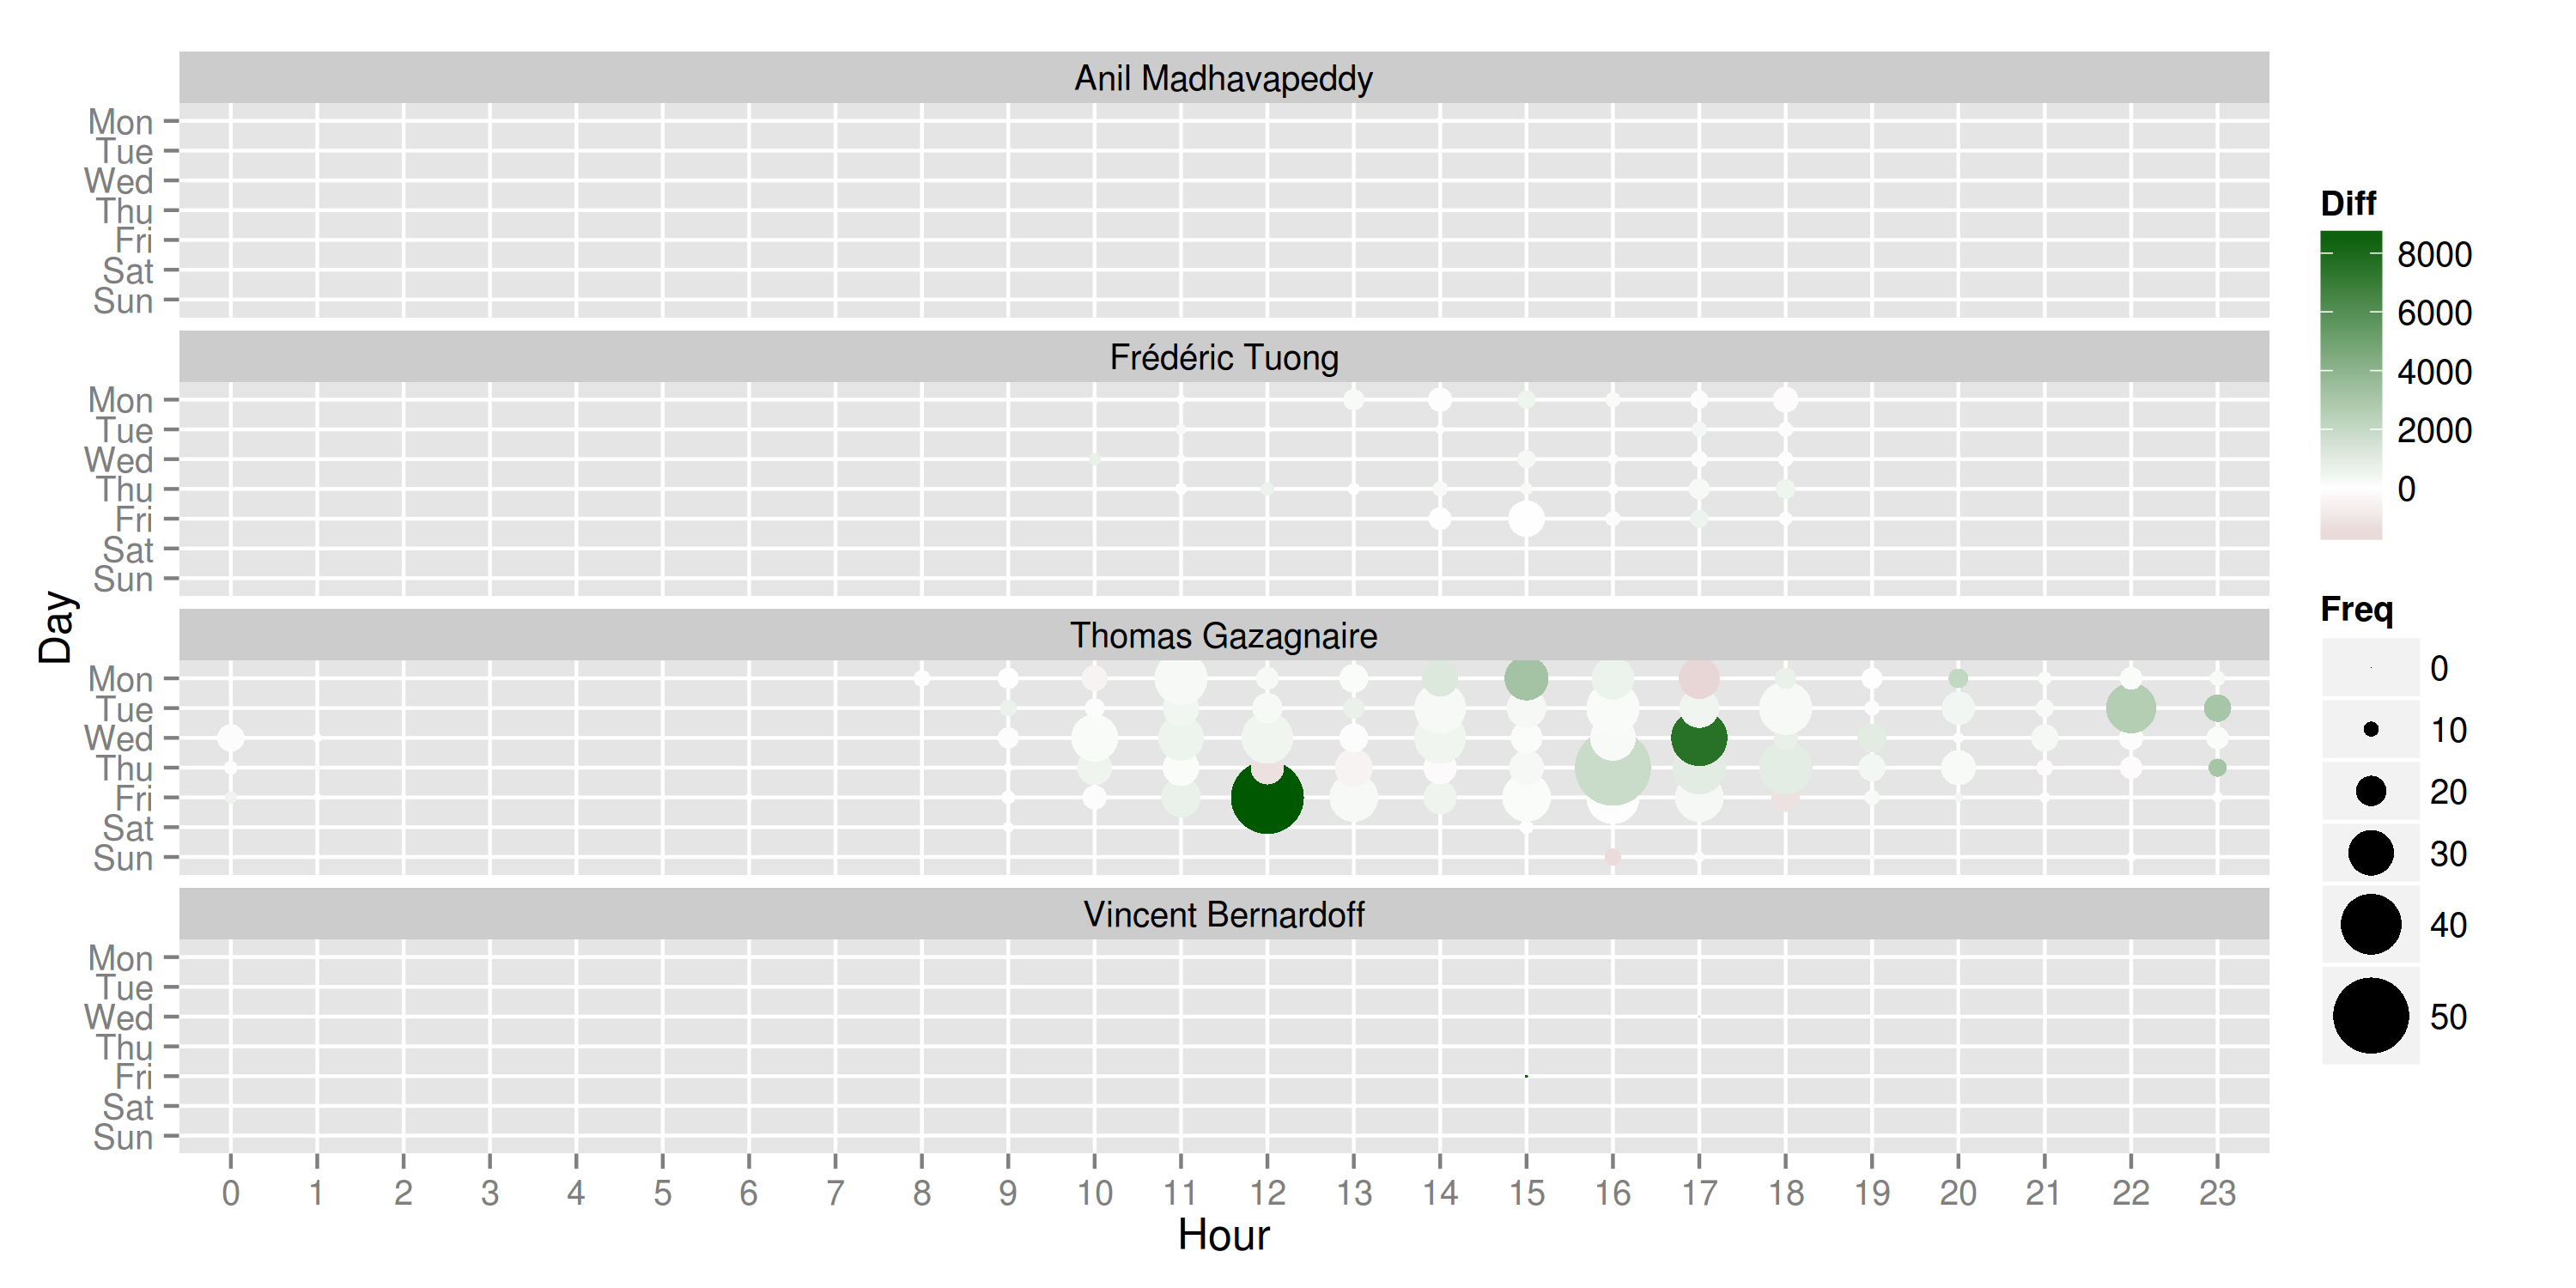 Anil Madhavapeddy
Mon
Tue
Wed
Thu
Fri
Sat
Sun
Frédéric Tuong
Mon
Tue
Wed
Thu
Fri
Sat
Sun
Thomas Gazagnaire
Mon
Tue
Wed
Thu
Fri
Sat
Sun
Vincent Bernardoff
Mon
Tue
Wed
Thu
Fri
Sat
Sun
0 1 2 3 4 5 6 7 8 9 10 11 12 13 14 15 16 17 18 19 20 21 22 23
Hour
Day
Diff
8000
6000
4000
2000
0
Freq
0
10
20
30
40
50